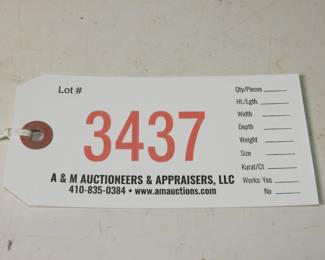 Lot #
3437
A & M AUCTIONEERS & APPRAISERS, LLC
410-835-0384 • www.amauctions.com
Qty/Pieces
Ht./Lgth.
Width
Depth
Weight
Size
Karat/Ct
Works: Yes
No